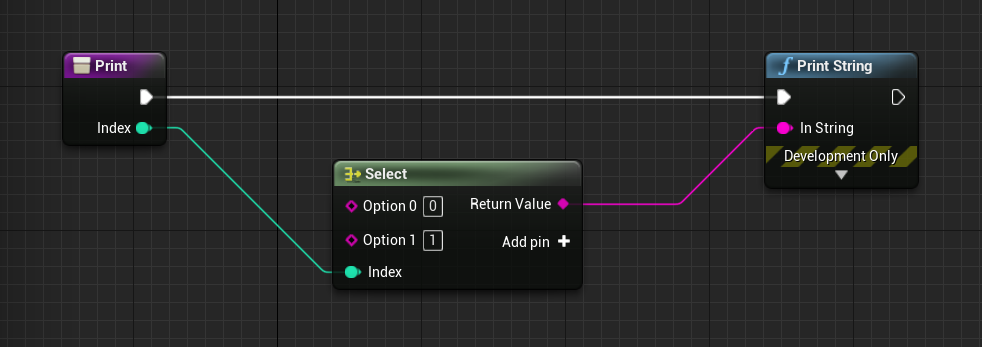 Print
Index
Select
Option 0 0
Return Value
Option 1 1
Add pin
Index
Print String
In String
Development Only